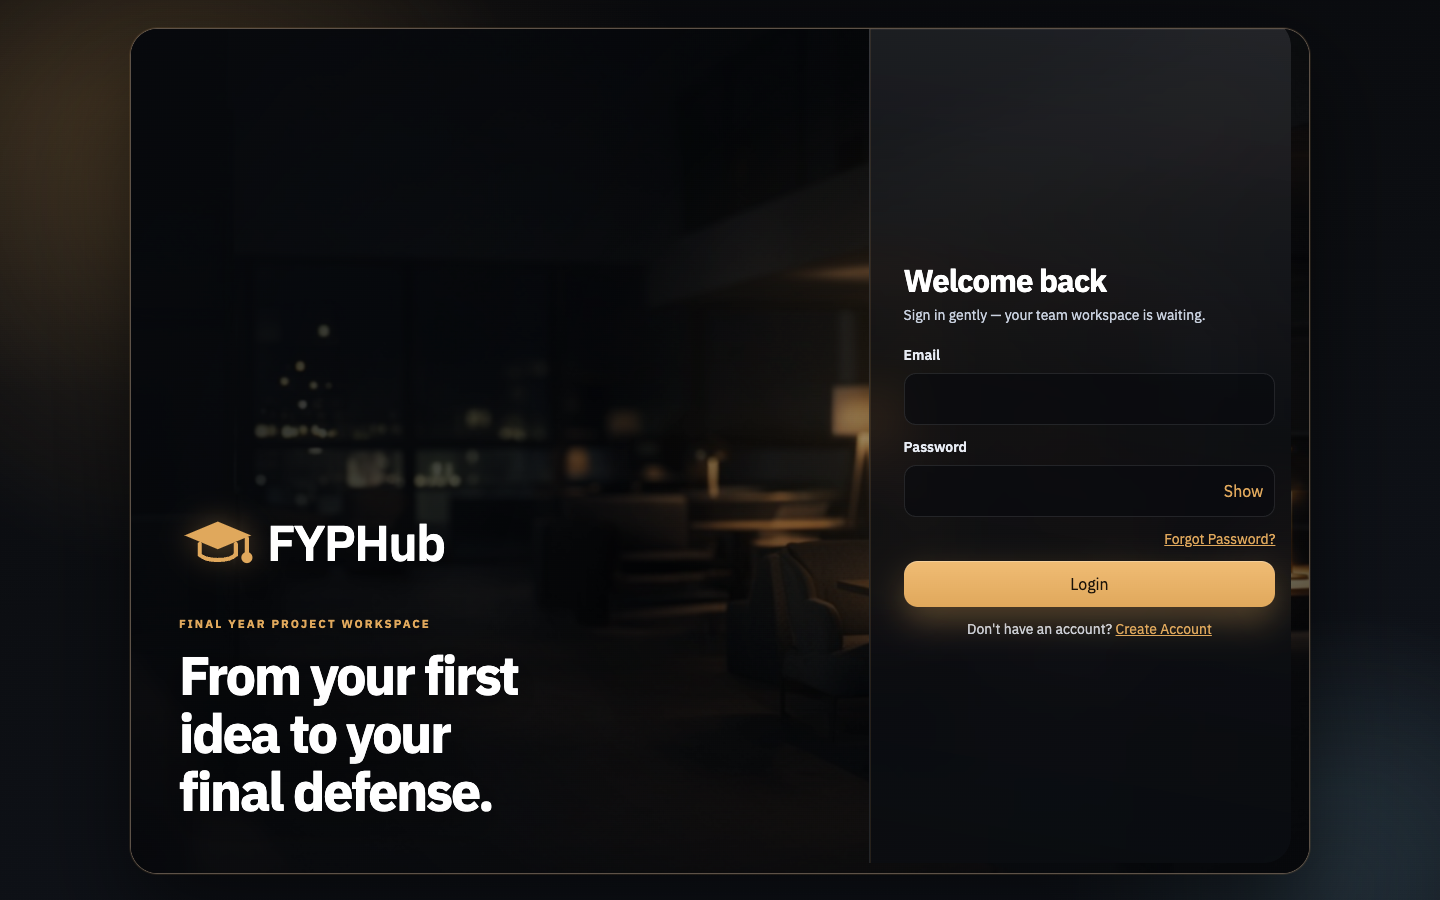 FYPHub
FINAL YEAR PROJECT WORKSPACE
From your first
idea to your
final defense.
Welcome back
Sign in gently — your team workspace is waiting.
Email
Password
Show
Forgot Password?
Login
Don't have an account? Create Account